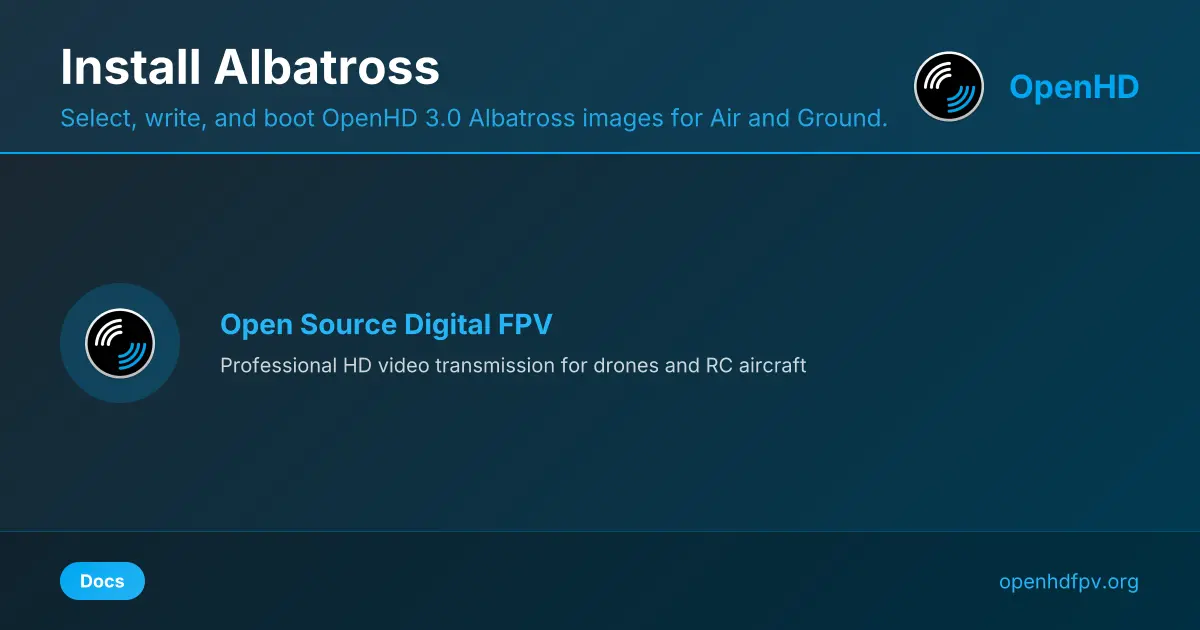 Install Albatross
Select, write, and boot OpenHD 3.0 Albatross images for Air and Ground.
OpenHD
Open Source Digital FPV
Professional HD video transmission for drones and RC aircraft
Docs
openhdfpv.org